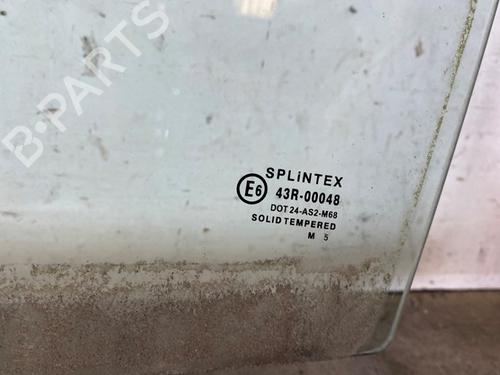 B-PARTS
SPLiNTEX
E6 43R-00048
DOT 24-AS2-M68
SOLID TEMPERED
M 5